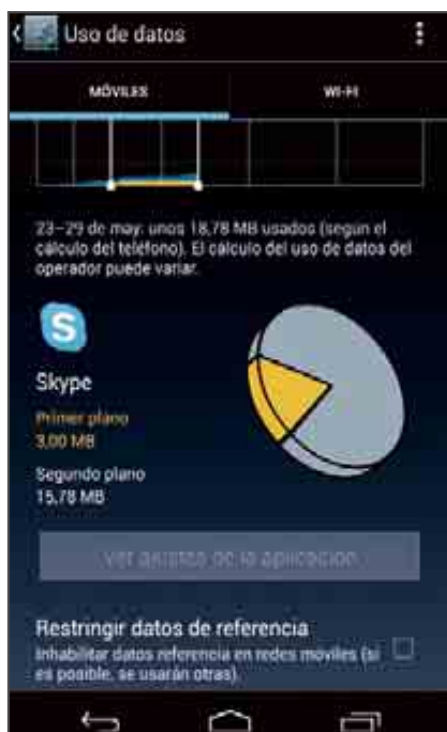 Uso de datos
MÓVILES
WI-FI
23–29 de may: unos 18,78 MB usados (según el
cálculo del teléfono). El cálculo del uso de datos del
operador puede variar.
S
Skype
Primer plano
3,00 MB
Segundo plano
15,78 MB
Ver ajustes de la aplicación
Restringir datos de referencia
Inhabilitar datos referencia en redes móviles (si
es posible, se usarán otras).